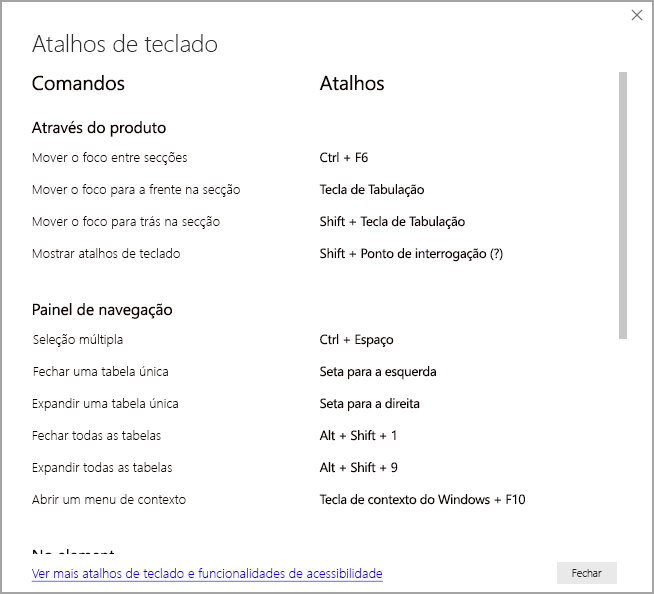 Atalhos de teclado
Comandos Atalhos
Através do produto
Mover o foco entre secções Ctrl + F6
Mover o foco para a frente na secção Tecla de Tabulação
Mover o foco para trás na secção Shift + Tecla de Tabulação
Mostrar atalhos de teclado Shift + Ponto de interrogação (?)
Painel de navegação
Seleção múltipla Ctrl + Espaço
Fechar uma tabela única Seta para a esquerda
Expandir uma tabela única Seta para a direita
Fechar todas as tabelas Alt + Shift + 1
Expandir todas as tabelas Alt + Shift + 9
Abrir um menu de contexto Tecla de contexto do Windows + F10
No element
Ver mais atalhos de teclado e funcionalidades de acessibilidade Fechar